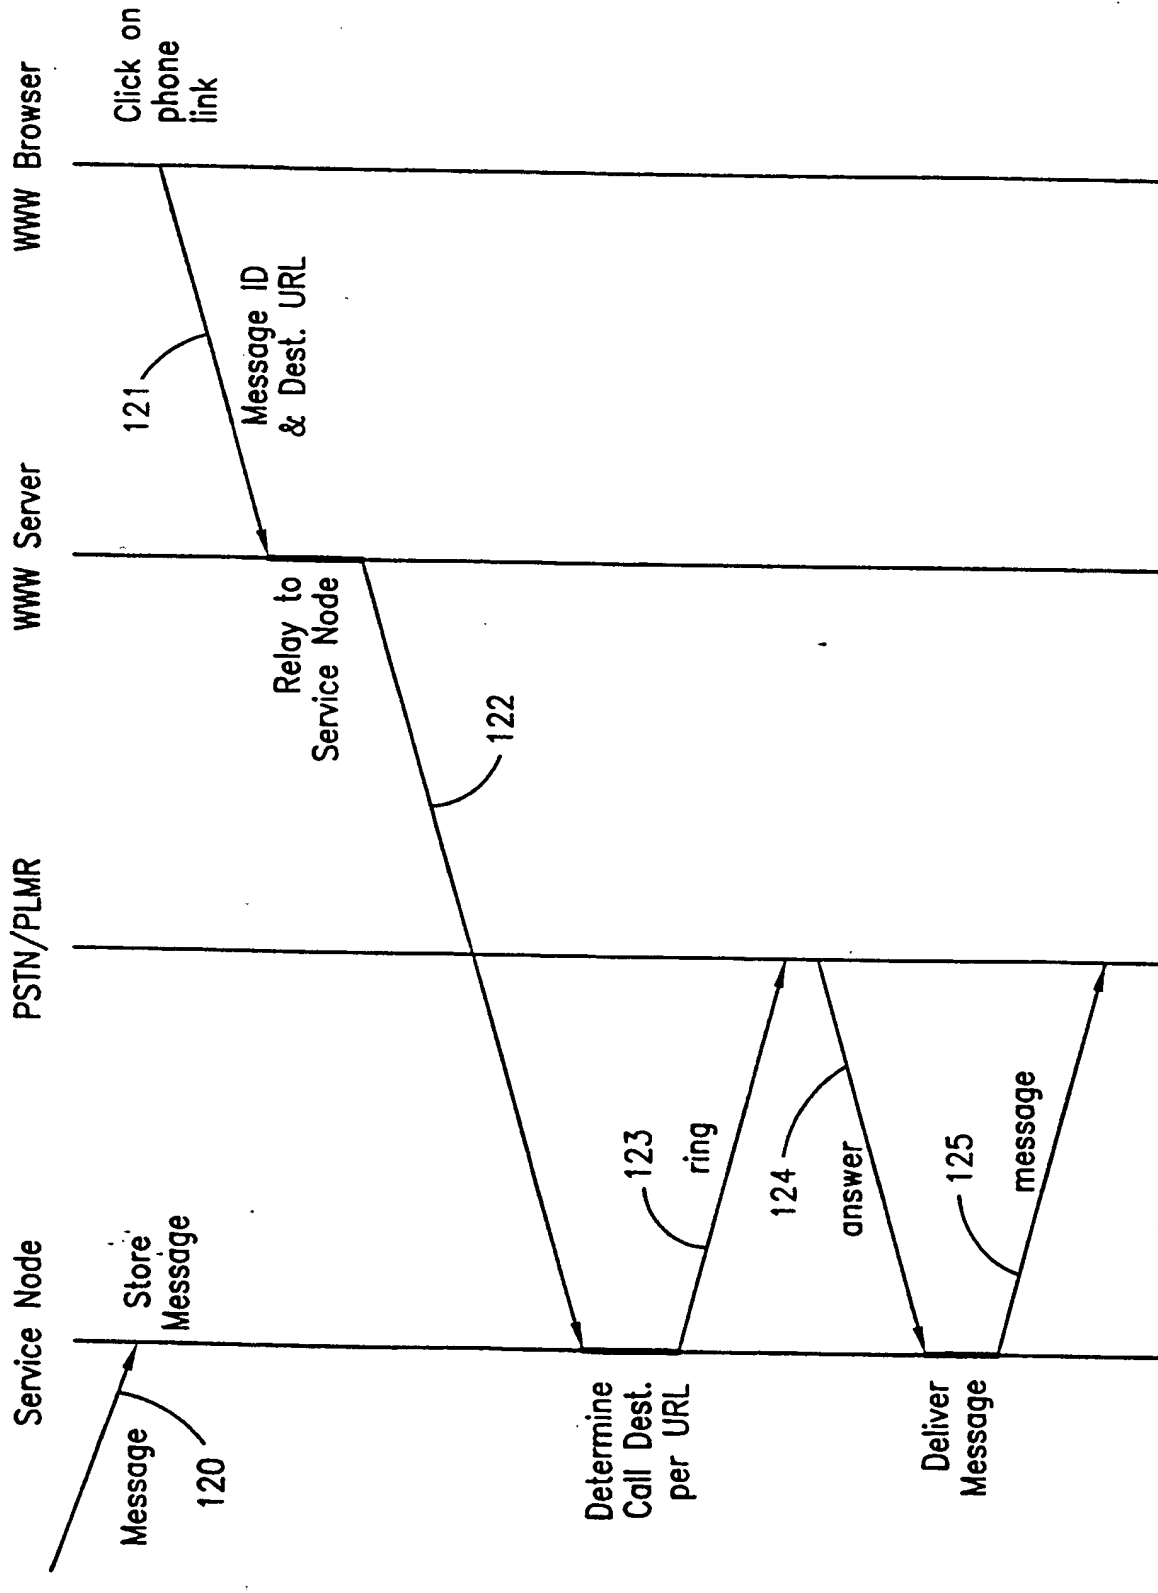 Service Node
PSTN/PLMR
WWW Server
WWW Browser
Message
120
Store
Message
Click on
phone
link
121
Message ID
& Dest. URL
Relay to
Service Node
122
Determine
Call Dest.
per URL
123
ring
124
answer
Deliver
Message
125
message